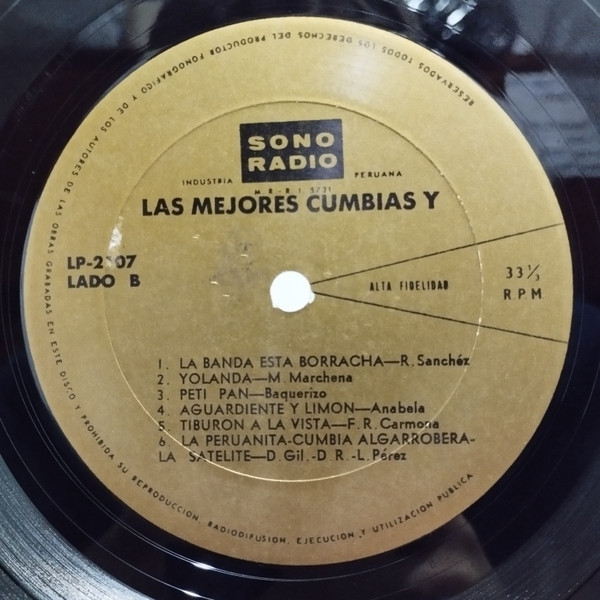 RESERVADOS TODOS LOS DERECHOS DEL PRODUCTOR FONOGRAFICO Y DE LOS AUTORES DE LAS OBRAS GRABADAS EN ESTE DISCO Y PROHIBIDA SU REPRODUCCION, RADIODIFUSION, EJECUCION, Y UTILIZACION PUBLICA
SONO
RADIO
INDUSTRIA PERUANA
LAS MEJORES CUMBIAS Y
LADO B
33⅓
R.P.M
ALTA FIDELIDAD
1. LA BANDA ESTA BORRACHA—R. Sanchéz
2. YOLANDA—M. Marchena
3. PETI PAN—Baquerizo
4. AGUARDIENTE Y LIMON—Anabela
5. TIBURON A LA VISTA—F. R. Carmona
6. LA PERUANITA-CUMBIA ALGARROBERA-
LA SATELITE—D. Gil.-D. R.-L. Pérez